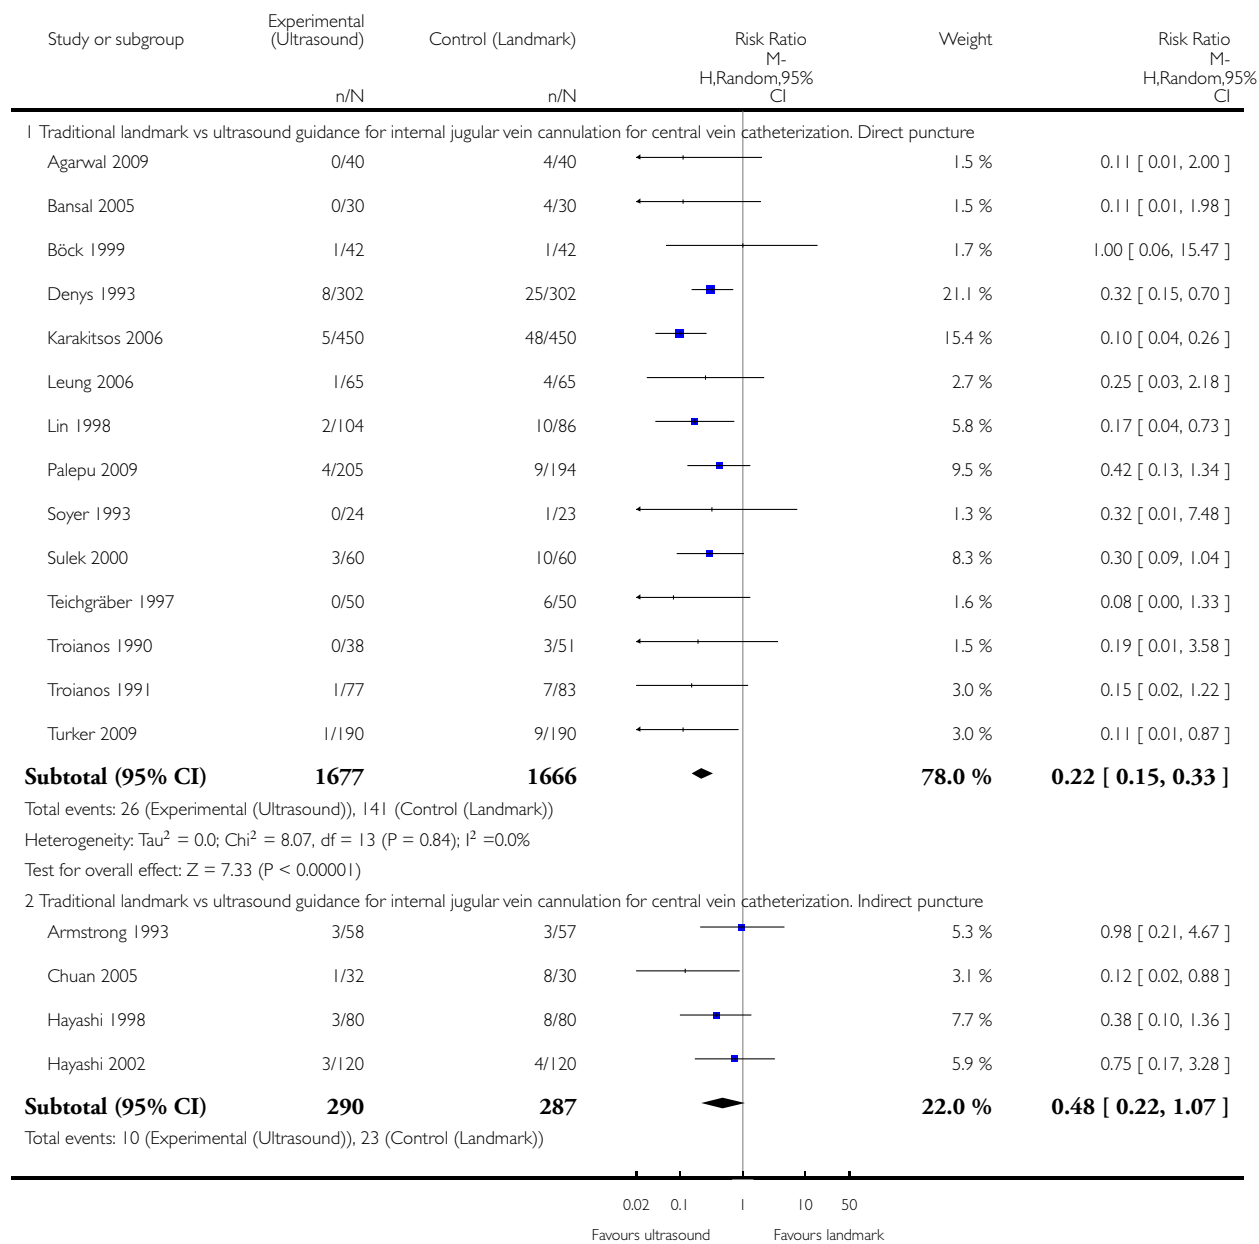 Experimental
Study or subgroup (Ultrasound) Control (Landmark) Risk Ratio Weight Risk Ratio
M- M-
H,Random,95% H,Random,95%
n/N n/N CI CI
1 Traditional landmark vs ultrasound guidance for internal jugular vein cannulation for central vein catheterization. Direct puncture
Agarwal 2009 0/40 4/40 1.5 % 0.11 [ 0.01, 2.00 ]
Bansal 2005 0/30 4/30 1.5 % 0.11 [ 0.01, 1.98 ]
Böck 1999 1/42 1/42 1.7 % 1.00 [ 0.06, 15.47 ]
Denys 1993 8/302 25/302 21.1 % 0.32 [ 0.15, 0.70 ]
Karakitsos 2006 5/450 48/450 15.4 % 0.10 [ 0.04, 0.26 ]
Leung 2006 1/65 4/65 2.7 % 0.25 [ 0.03, 2.18 ]
Lin 1998 2/104 10/86 5.8 % 0.17 [ 0.04, 0.73 ]
Palepu 2009 4/205 9/194 9.5 % 0.42 [ 0.13, 1.34 ]
Soyer 1993 0/24 1/23 1.3 % 0.32 [ 0.01, 7.48 ]
Sulek 2000 3/60 10/60 8.3 % 0.30 [ 0.09, 1.04 ]
Teichgräber 1997 0/50 6/50 1.6 % 0.08 [ 0.00, 1.33 ]
Troianos 1990 0/38 3/51 1.5 % 0.19 [ 0.01, 3.58 ]
Troianos 1991 1/77 7/83 3.0 % 0.15 [ 0.02, 1.22 ]
Turker 2009 1/190 9/190 3.0 % 0.11 [ 0.01, 0.87 ]
Subtotal (95% CI) 1677 1666 78.0 % 0.22 [ 0.15, 0.33 ]
Total events: 26 (Experimental (Ultrasound)), 141 (Control (Landmark))
Heterogeneity: Tau² = 0.0; Chi² = 8.07, df = 13 (P = 0.84); I² =0.0%
Test for overall effect: Z = 7.33 (P < 0.00001)
2 Traditional landmark vs ultrasound guidance for internal jugular vein cannulation for central vein catheterization. Indirect puncture
Armstrong 1993 3/58 3/57 5.3 % 0.98 [ 0.21, 4.67 ]
Chuan 2005 1/32 8/30 3.1 % 0.12 [ 0.02, 0.88 ]
Hayashi 1998 3/80 8/80 7.7 % 0.38 [ 0.10, 1.36 ]
Hayashi 2002 3/120 4/120 5.9 % 0.75 [ 0.17, 3.28 ]
Subtotal (95% CI) 290 287 22.0 % 0.48 [ 0.22, 1.07 ]
Total events: 10 (Experimental (Ultrasound)), 23 (Control (Landmark))
0.02 0.1 1 10 50
Favours ultrasound Favours landmark